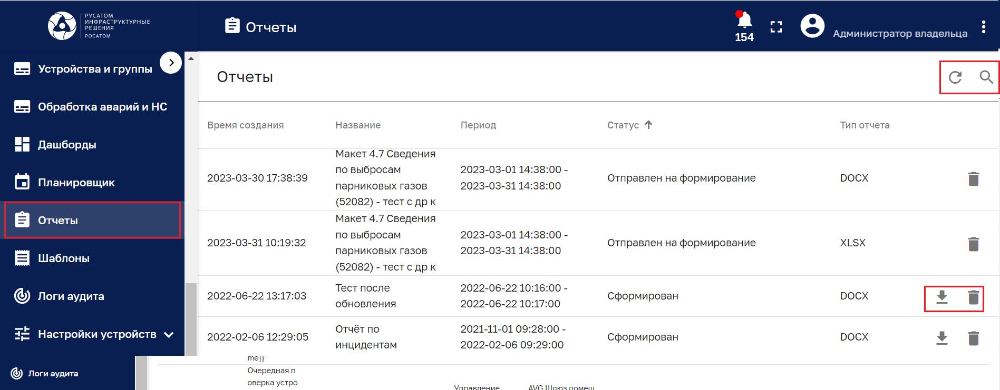 РУСАТОМ
ИНФРАСТРУКТУРНЫЕ
РЕШЕНИЯ
РОСАТОМ
Отчеты
154
Администратор владельца
Устройства и группы
Обработка аварий и НС
Дашборды
Планировщик
Отчеты
Шаблоны
Логи аудита
Настройки устройств
Логи аудита
Отчеты
Время создания Название Период Статус Тип отчета
Макет 4.7 Сведения
по выбросам
парниковых газов
(52082) - тест с др к
2023-03-30 17:38:39
2023-03-01 14:38:00 -
2023-03-31 14:38:00
Отправлен на формирование
DOCX
Макет 4.7 Сведения
по выбросам
парниковых газов
(52082) - тест с др к
2023-03-31 10:19:32
2023-03-01 14:38:00 -
2023-03-31 14:38:00
Отправлен на формирование
XLSX
2022-06-22 13:17:03
Тест после
обновления
2022-06-22 10:16:00 -
2022-06-22 10:17:00
Сформирован
DOCX
2022-02-06 12:29:05
Отчёт по
инцидентам
2021-11-01 09:28:00 -
2022-02-06 09:29:00
Сформирован
DOCX
me}}"
Очередная п
оверка устро
Управление
AVG Шлюз помещ